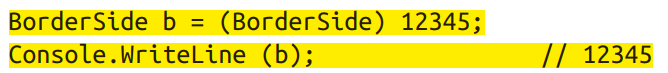 BorderSide b = (BorderSide) 12345;
Console.WriteLine (b); // 12345